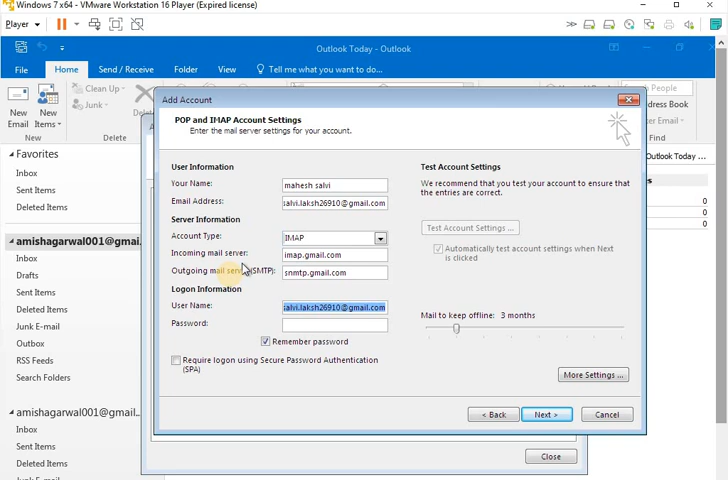 Windows 7 x64 - VMware Workstation 16 Player (Expired license)
Player
Outlook Today - Outlook
File
Home
Send / Receive
Folder
View
Tell me what you want to do...
New Email
New Items
Clean Up
Junk
Delete
Delete
Search People
Address Book
Filter Email
Find
Favorites
Inbox
Sent Items
Deleted Items
amishagarwal001@gmai
Inbox
Drafts
Sent Items
Deleted Items
Junk E-mail
Outbox
RSS Feeds
Search Folders
amishagarwal001@gmail...
Inbox
Sent Items
Deleted Items
Junk E-mail
Add Account
POP and IMAP Account Settings
Enter the mail server settings for your account.
User Information
Your Name:
mahesh salvi
Email Address:
salvi.laksh26910@gmail.com
Server Information
Account Type:
IMAP
Incoming mail server:
imap.gmail.com
Outgoing mail server (SMTP):
snmtp.gmail.com
Logon Information
User Name:
salvi.laksh26910@gmail.com
Password:
Remember password
Require logon using Secure Password Authentication
(SPA)
Test Account Settings
We recommend that you test your account to ensure that
the entries are correct.
Test Account Settings ...
Automatically test account settings when Next
is clicked
Mail to keep offline: 3 months
More Settings ...
< Back
Next >
Cancel
Close
Outlook Today ...
0
0
0